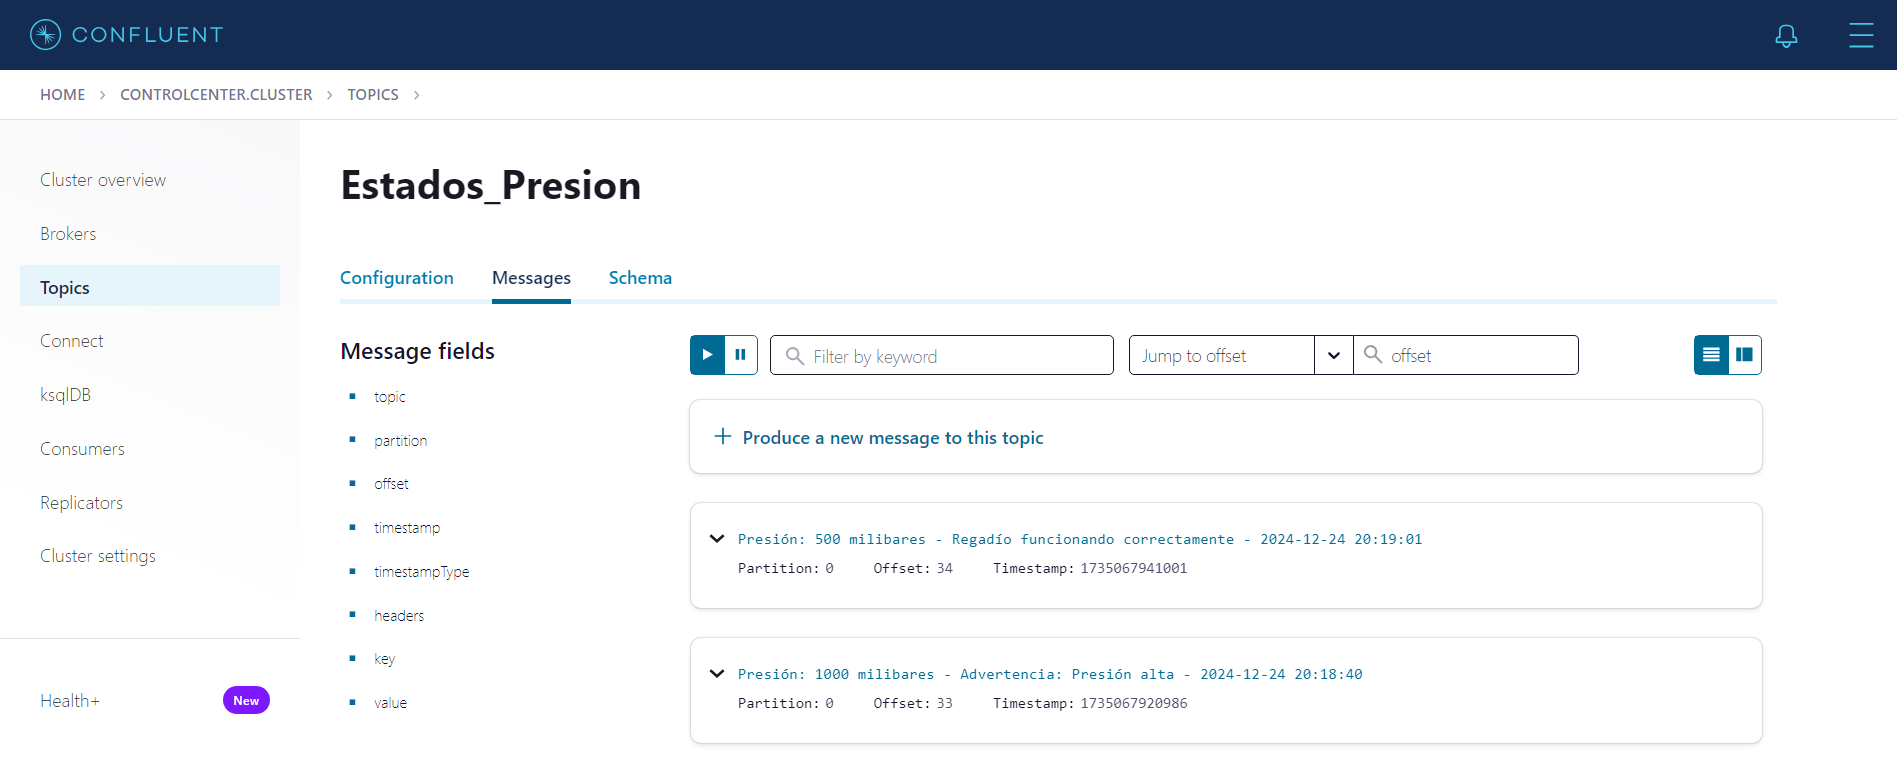 CONFLUENT
HOME > CONTROLCENTER.CLUSTER > TOPICS >
Cluster overview
Brokers
Topics
Connect
ksqlDB
Consumers
Replicators
Cluster settings
Health+ New
Estados_Presion
Configuration Messages Schema
Message fields
topic
partition
offset
timestamp
timestampType
headers
key
value
Filter by keyword Jump to offset offset
+ Produce a new message to this topic
Presión: 500 milibares - Regadío funcionando correctamente - 2024-12-24 20:19:01
Partition: 0 Offset: 34 Timestamp: 1735067941001
Presión: 1000 milibares - Advertencia: Presión alta - 2024-12-24 20:18:40
Partition: 0 Offset: 33 Timestamp: 1735067920986